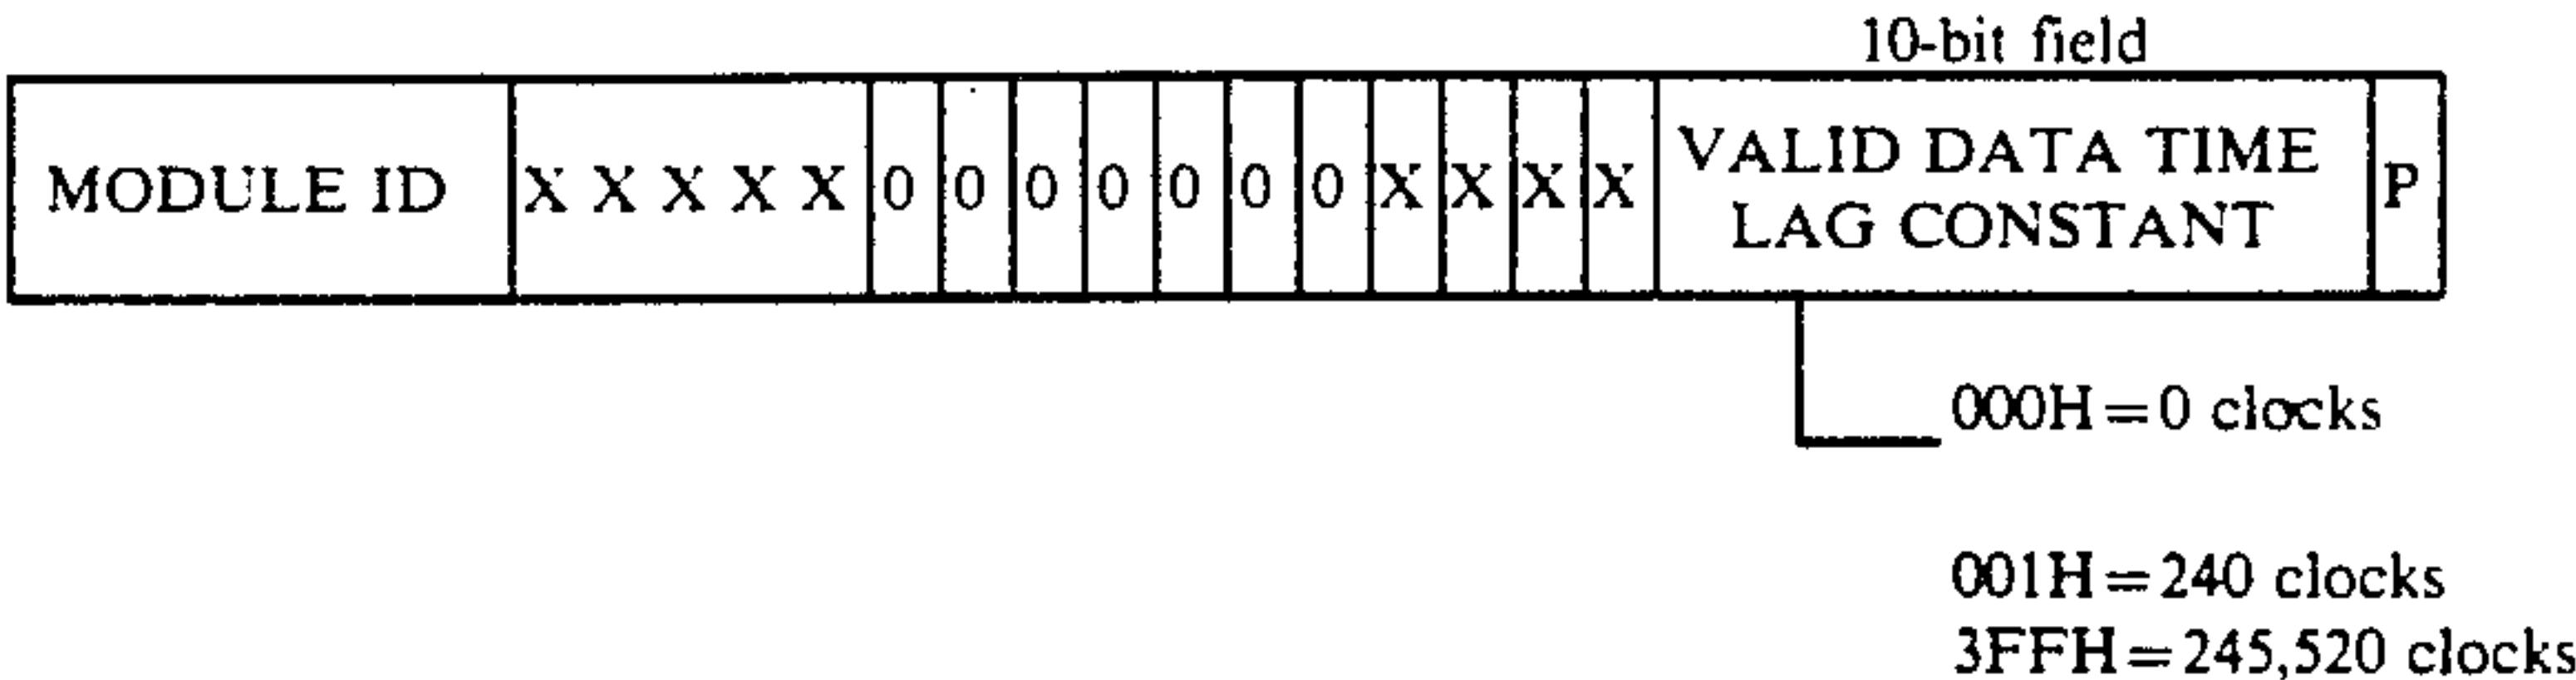 10-bit field
MODULE ID X X X X X 0 0 0 0 0 0 0 X X X X VALID DATA TIME LAG CONSTANT P
000H=0 clocks
001H=240 clocks
3FFH=245,520 clocks